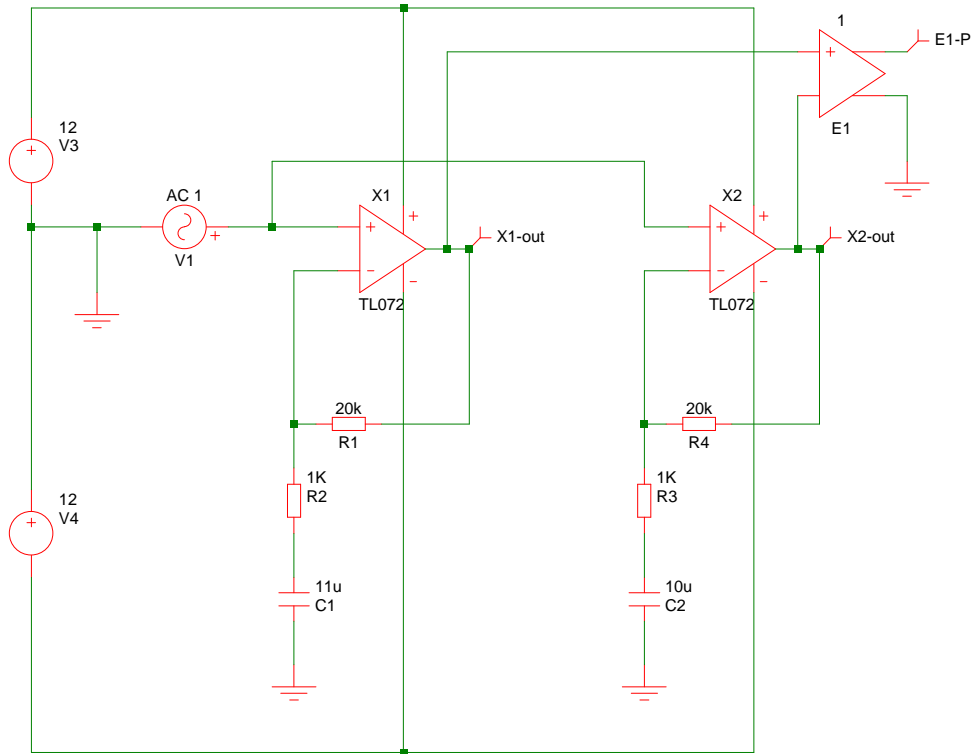 1
E1-P
E1
12
V3
AC 1
V1
X1
X1-out
TL072
X2
X2-out
TL072
20k
R1
20k
R4
1K
R2
1K
R3
12
V4
11u
C1
10u
C2